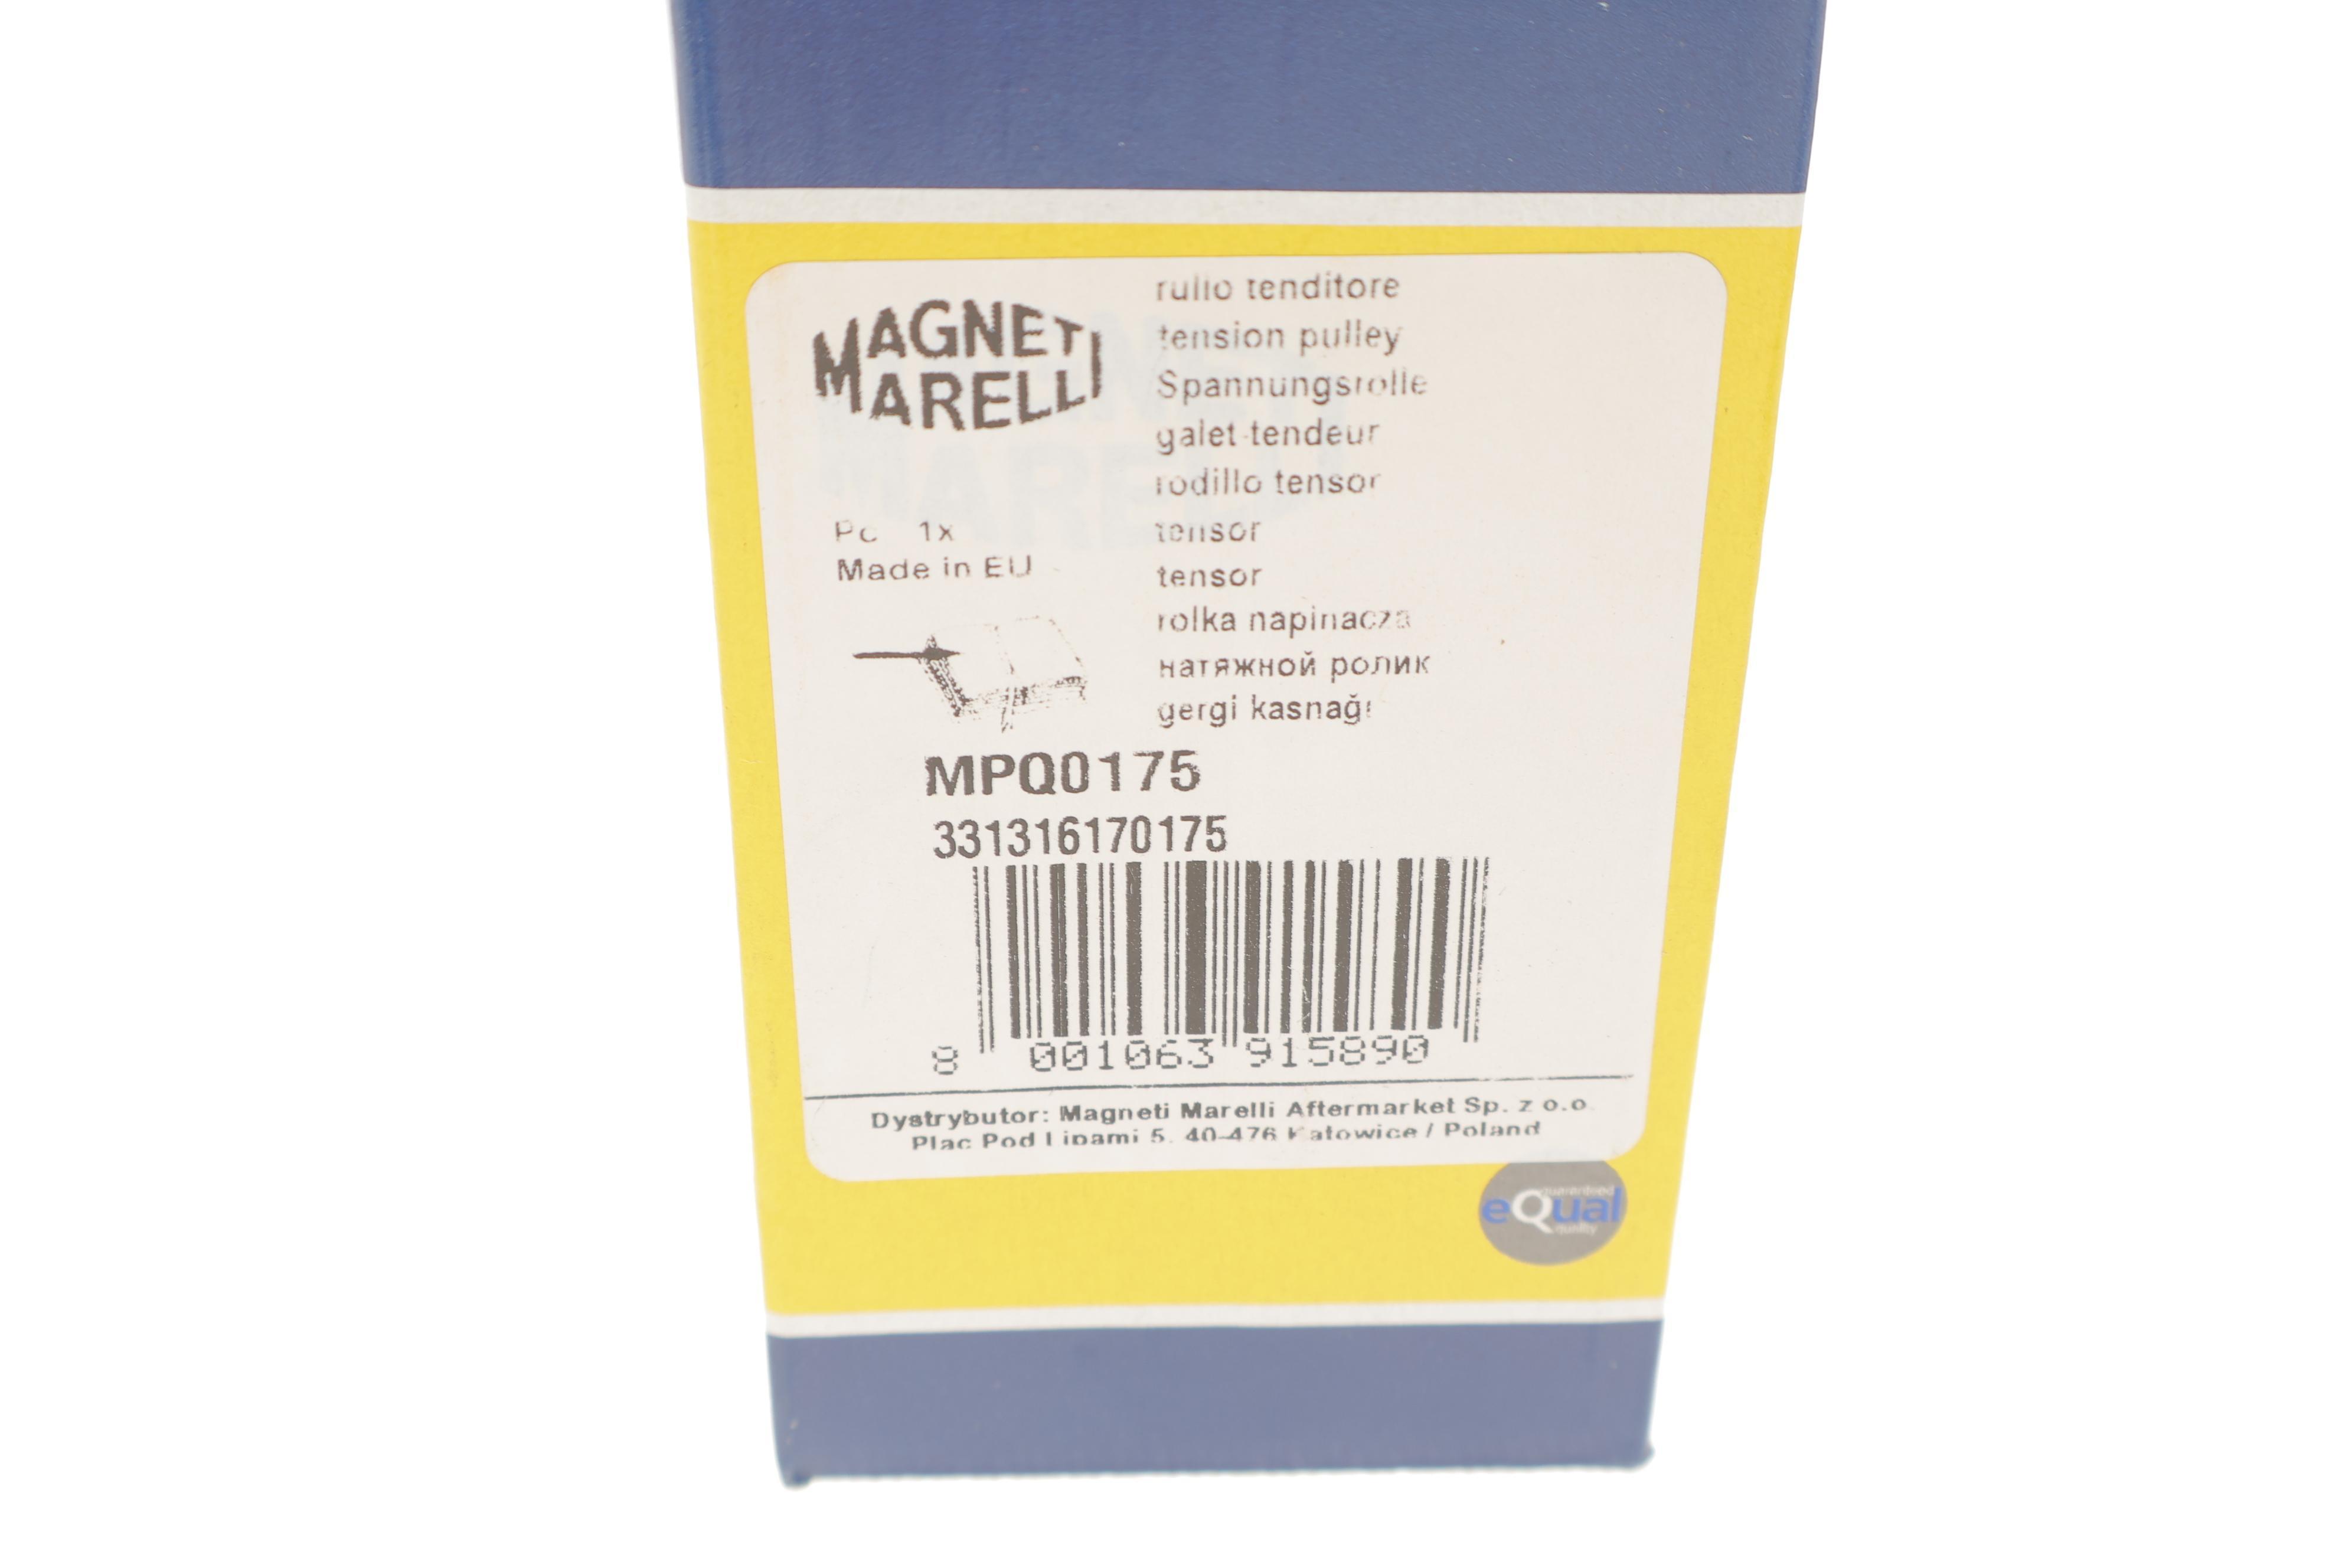 MAGNETI
MARELLI
rullo tenditore
tension pulley
Spannungsrolle
galet tendeur
rodillo tensor
tensor
tensor
rolka napinacza
натяжной ролик
gergi kasnağı
Pc 1x
Made in EU
MPQ0175
331316170175
8 001063 915890
Dystrybutor: Magneti Marelli Aftermarket Sp. z o.o.
Plac Pod Lipami 5, 40-476 Katowice / Poland
guaranteed
eQual
quality